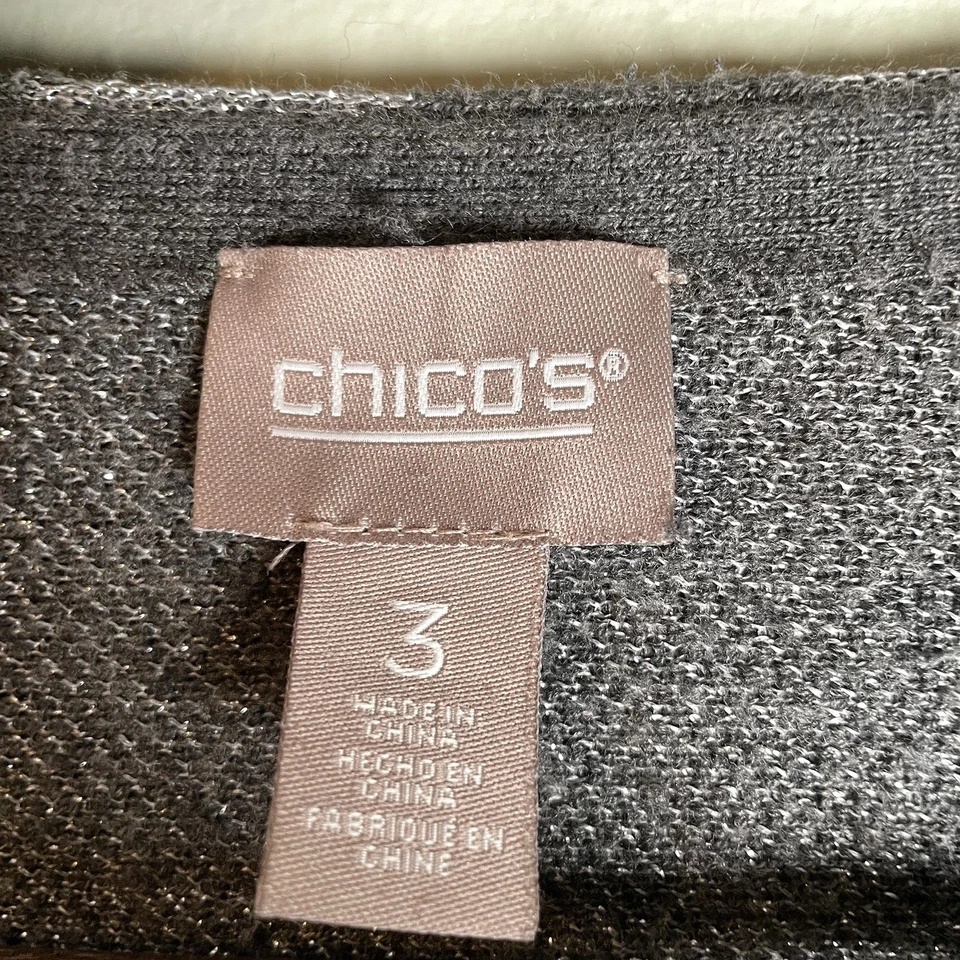 chico's®
3
MADE IN
CHINA
HECHO EN
CHINA
FABRIQUÉ EN
CHINE